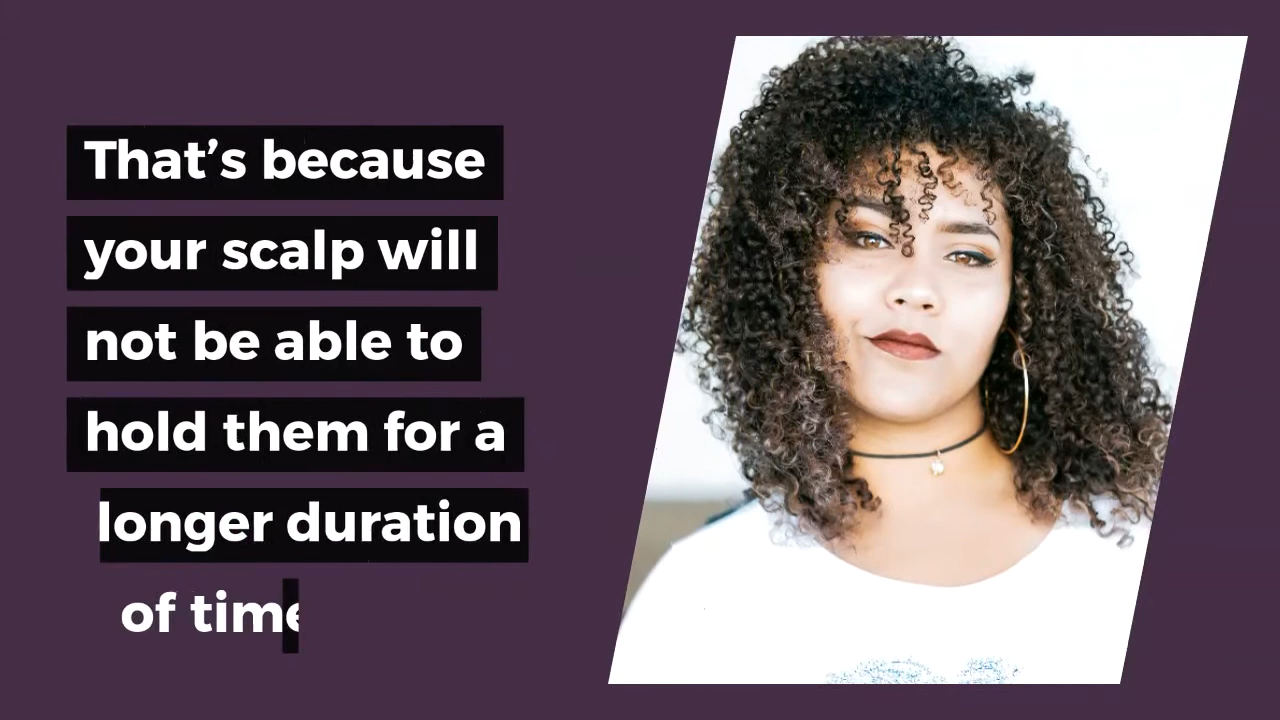 That’s because
your scalp will
not be able to
hold them for a
longer duration
of time